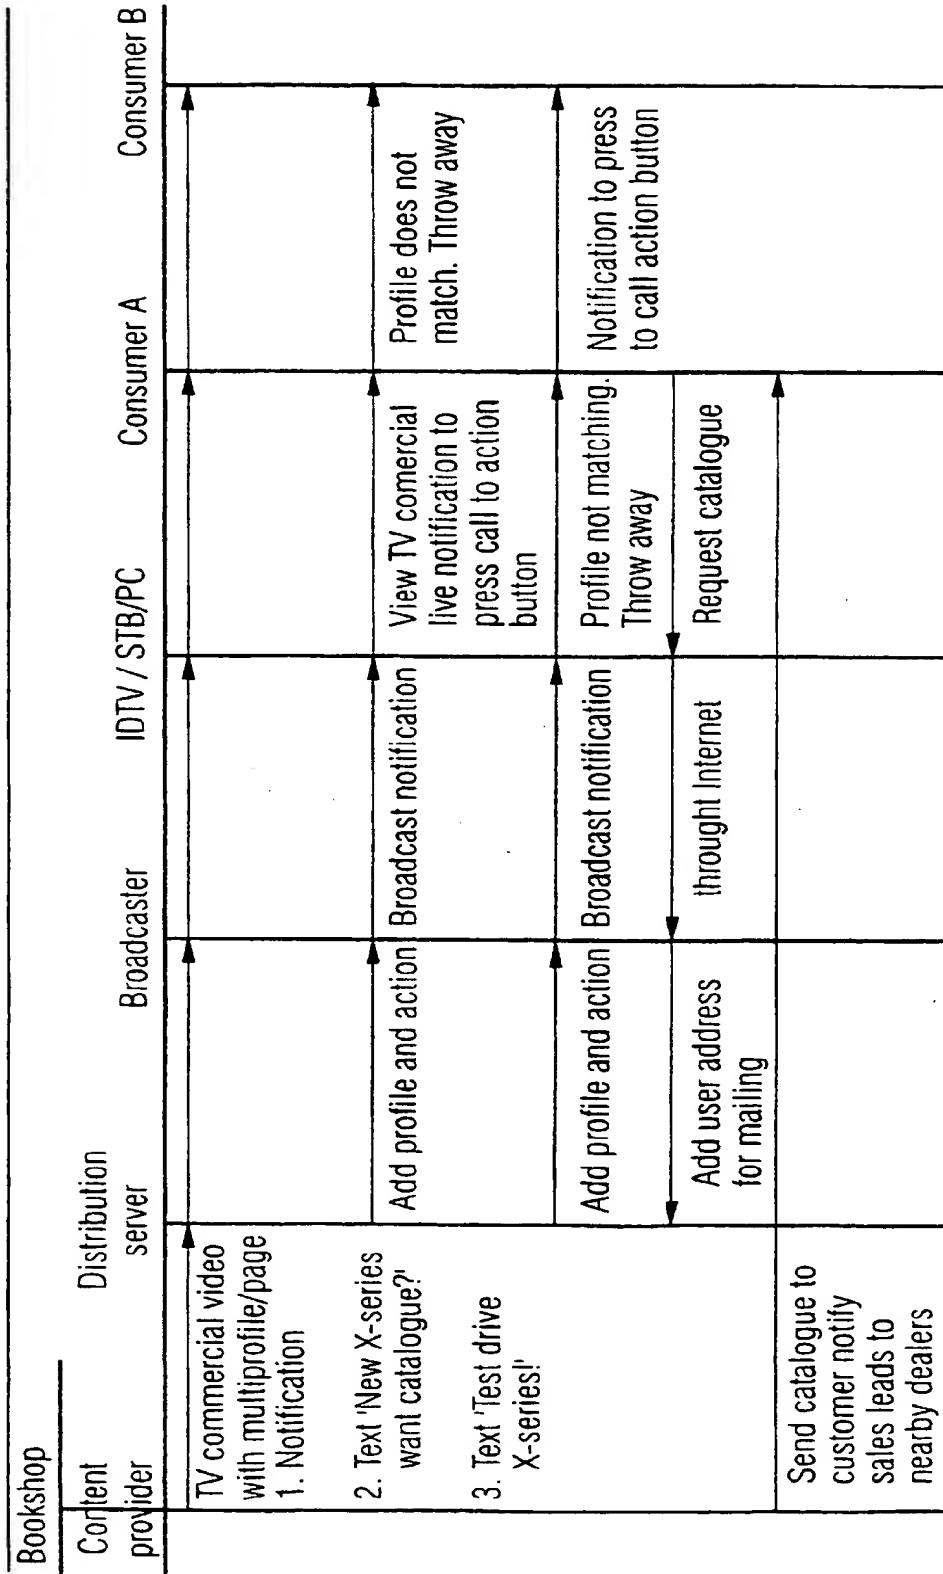 Bookshop
Content
provider
Distribution
server
Broadcaster
IDTV / STB/PC
Consumer A
Consumer B
TV commercial video
with multiprofile/page
1. Notification
2. Text 'New X-series
want catalogue?'
3. Text 'Test drive
X-series!'
Add profile and action
Broadcast notification
View TV comercial
live notification to
press call to action
button
Profile does not
match. Throw away
Add profile and action
Broadcast notification
Profile not matching.
Throw away
Notification to press
to call action button
Add user address
for mailing
throught Internet
Request catalogue
Send catalogue to
customer notify
sales leads to
nearby dealers